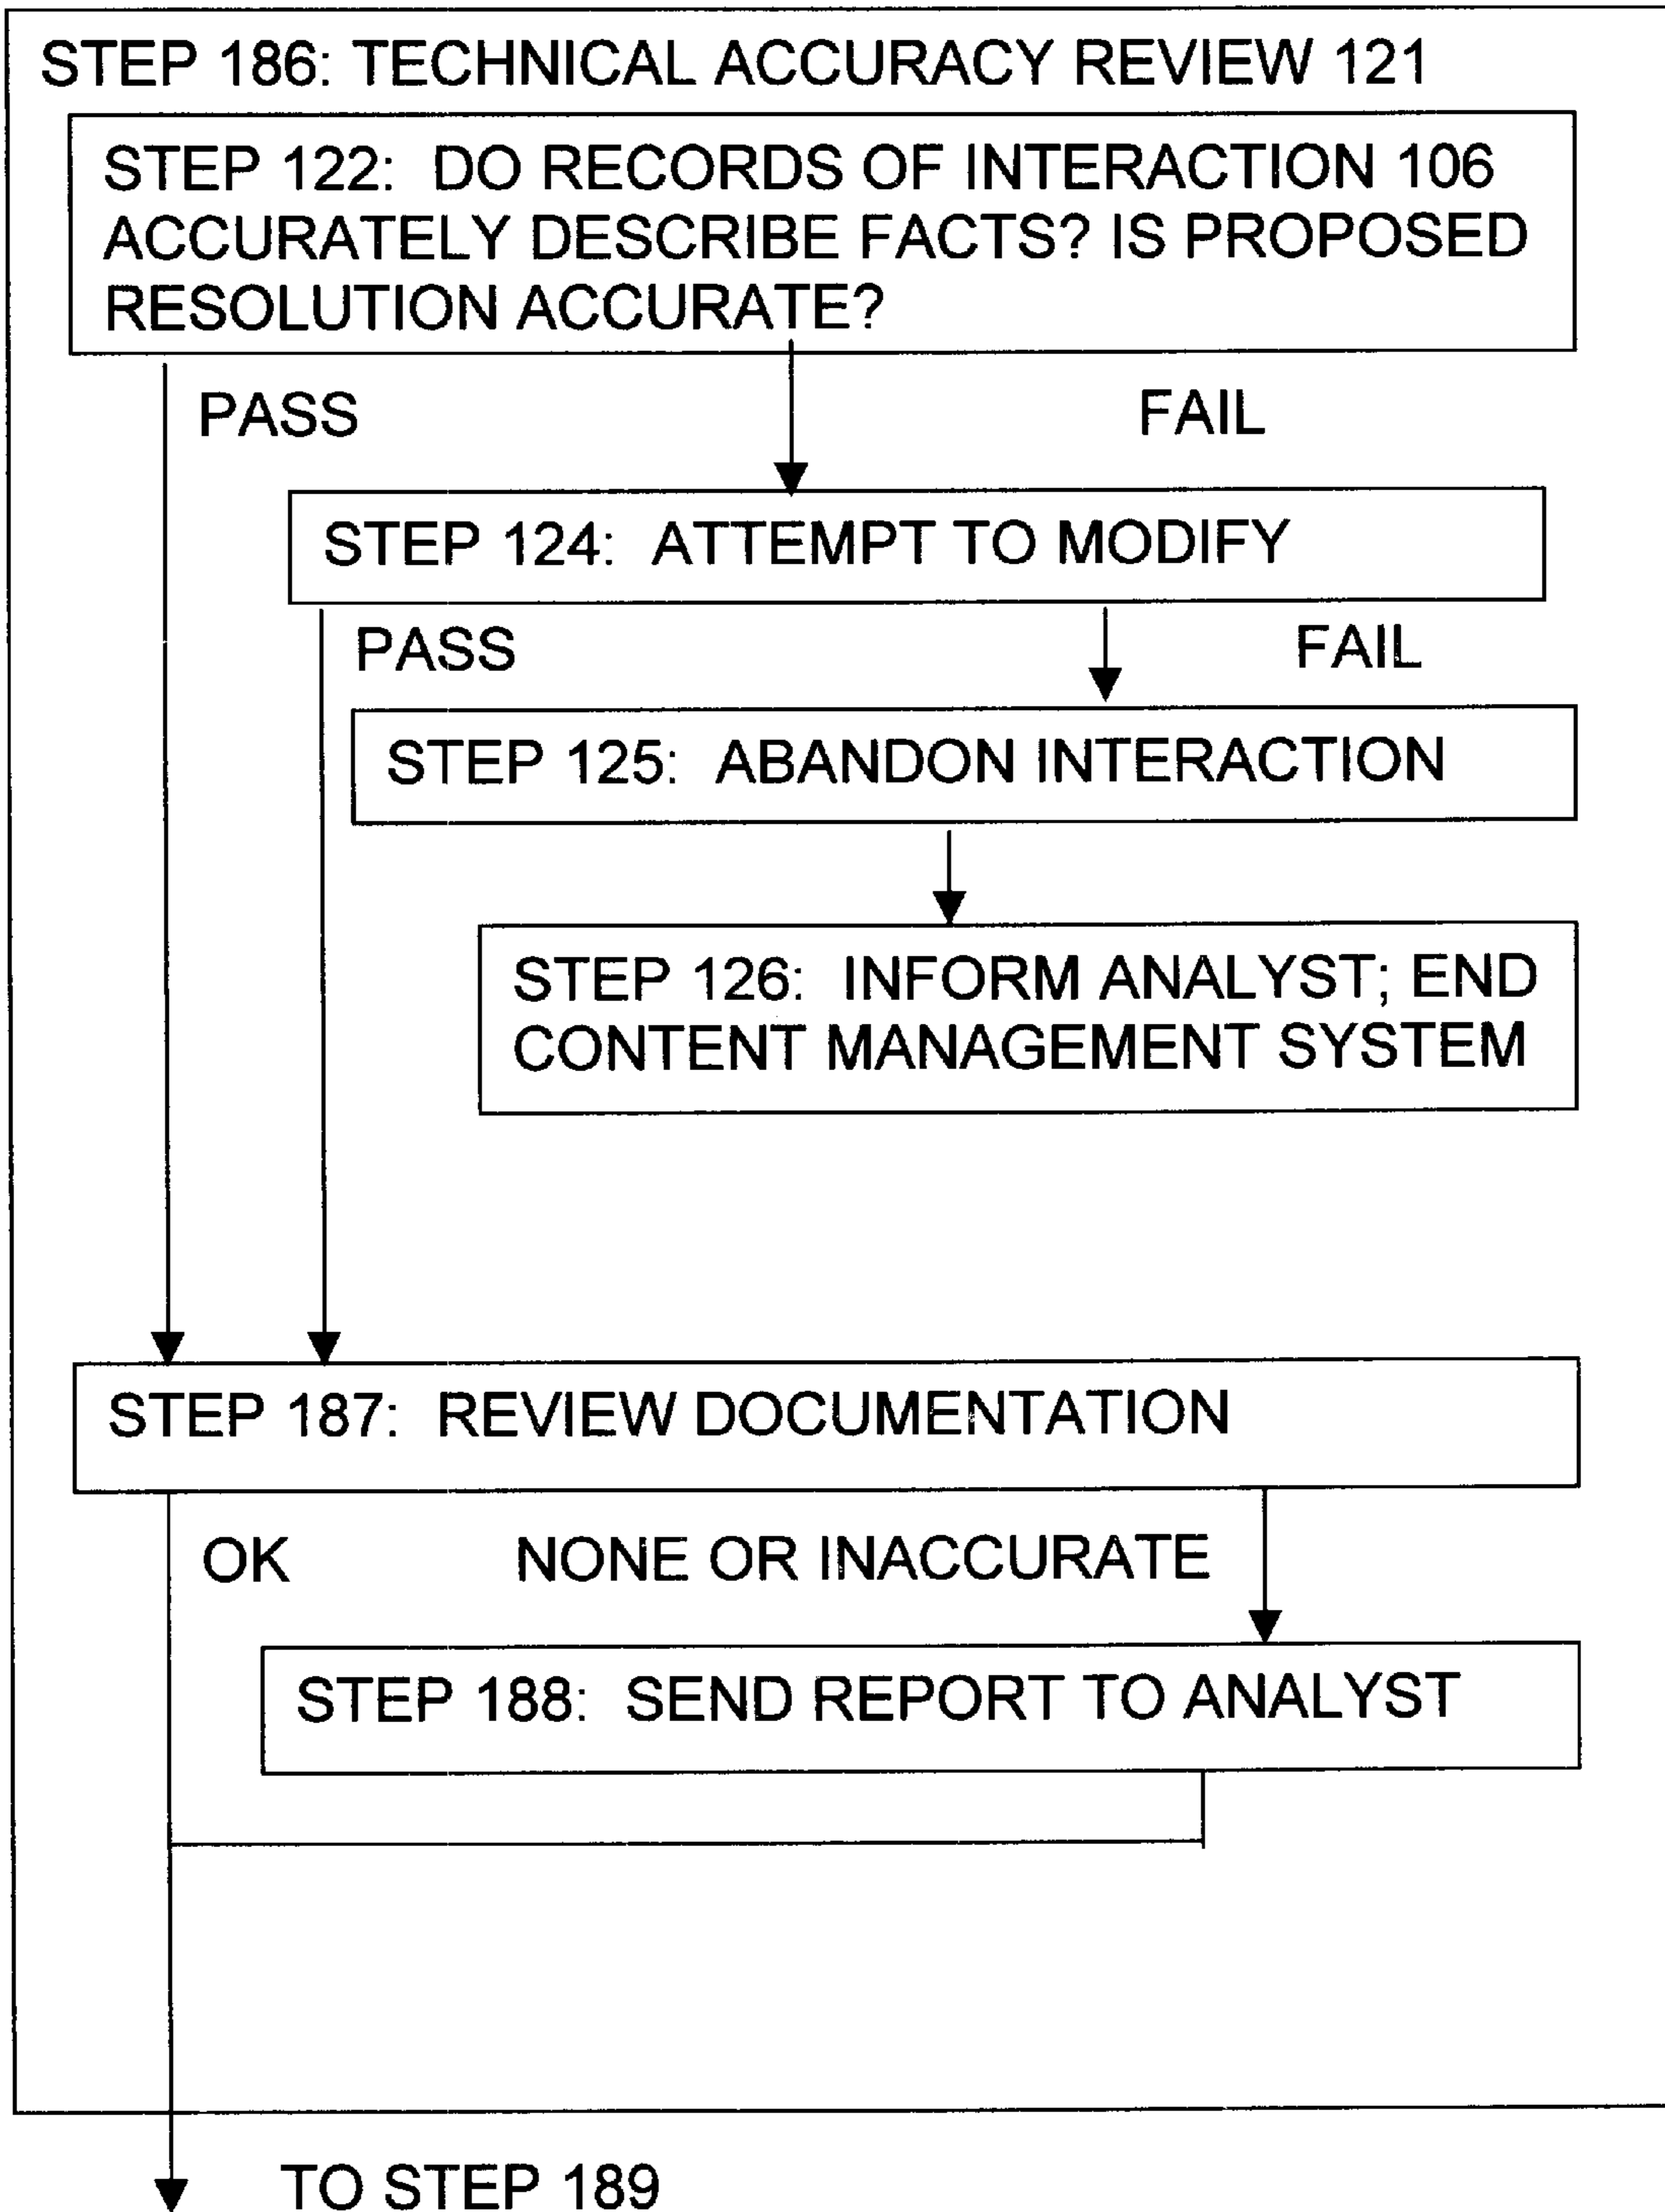 STEP 186: TECHNICAL ACCURACY REVIEW 121
STEP 122: DO RECORDS OF INTERACTION 106
ACCURATELY DESCRIBE FACTS? IS PROPOSED
RESOLUTION ACCURATE?
PASS
FAIL
STEP 124: ATTEMPT TO MODIFY
PASS
FAIL
STEP 125: ABANDON INTERACTION
STEP 126: INFORM ANALYST; END
CONTENT MANAGEMENT SYSTEM
STEP 187: REVIEW DOCUMENTATION
OK
NONE OR INACCURATE
STEP 188: SEND REPORT TO ANALYST
TO STEP 189